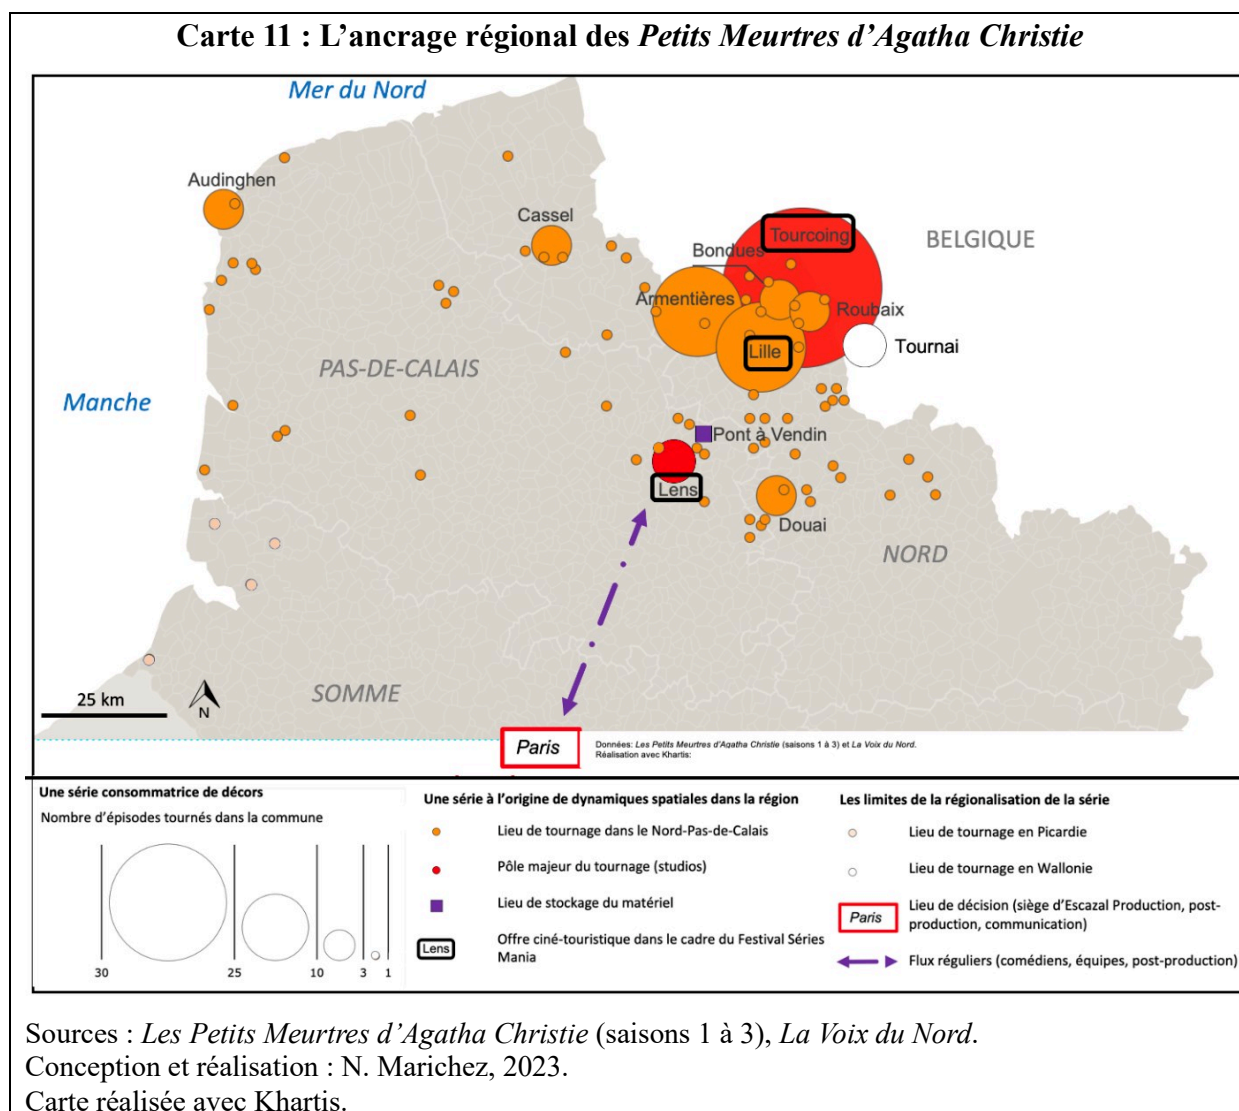 Carte 11 : L’ancrage régional des Petits Meurtres d’Agatha Christie
Mer du Nord
Audinghen
Cassel
Tourcoing
BELGIQUE
Bondues
Armentières
Roubaix
Lille
Tournai
PAS-DE-CALAIS
Manche
Pont à Vendin
Lens
Douai
NORD
SOMME
25 km
N
Paris
Données: Les Petits Meurtres d’Agatha Christie (saisons 1 à 3) et La Voix du Nord.
Réalisation avec Khartis:
Une série consommatrice de décors
Nombre d’épisodes tournés dans la commune
30 25 10 3 1
Une série à l’origine de dynamiques spatiales dans la région
Lieu de tournage dans le Nord-Pas-de-Calais
Pôle majeur du tournage (studios)
Lieu de stockage du matériel
Lens
Offre ciné-touristique dans le cadre du Festival Séries
Mania
Les limites de la régionalisation de la série
Lieu de tournage en Picardie
Lieu de tournage en Wallonie
Paris
Lieu de décision (siège d’Escazal Production, post-
production, communication)
Flux réguliers (comédiens, équipes, post-production)
Sources : Les Petits Meurtres d’Agatha Christie (saisons 1 à 3), La Voix du Nord.
Conception et réalisation : N. Marichez, 2023.
Carte réalisée avec Khartis.